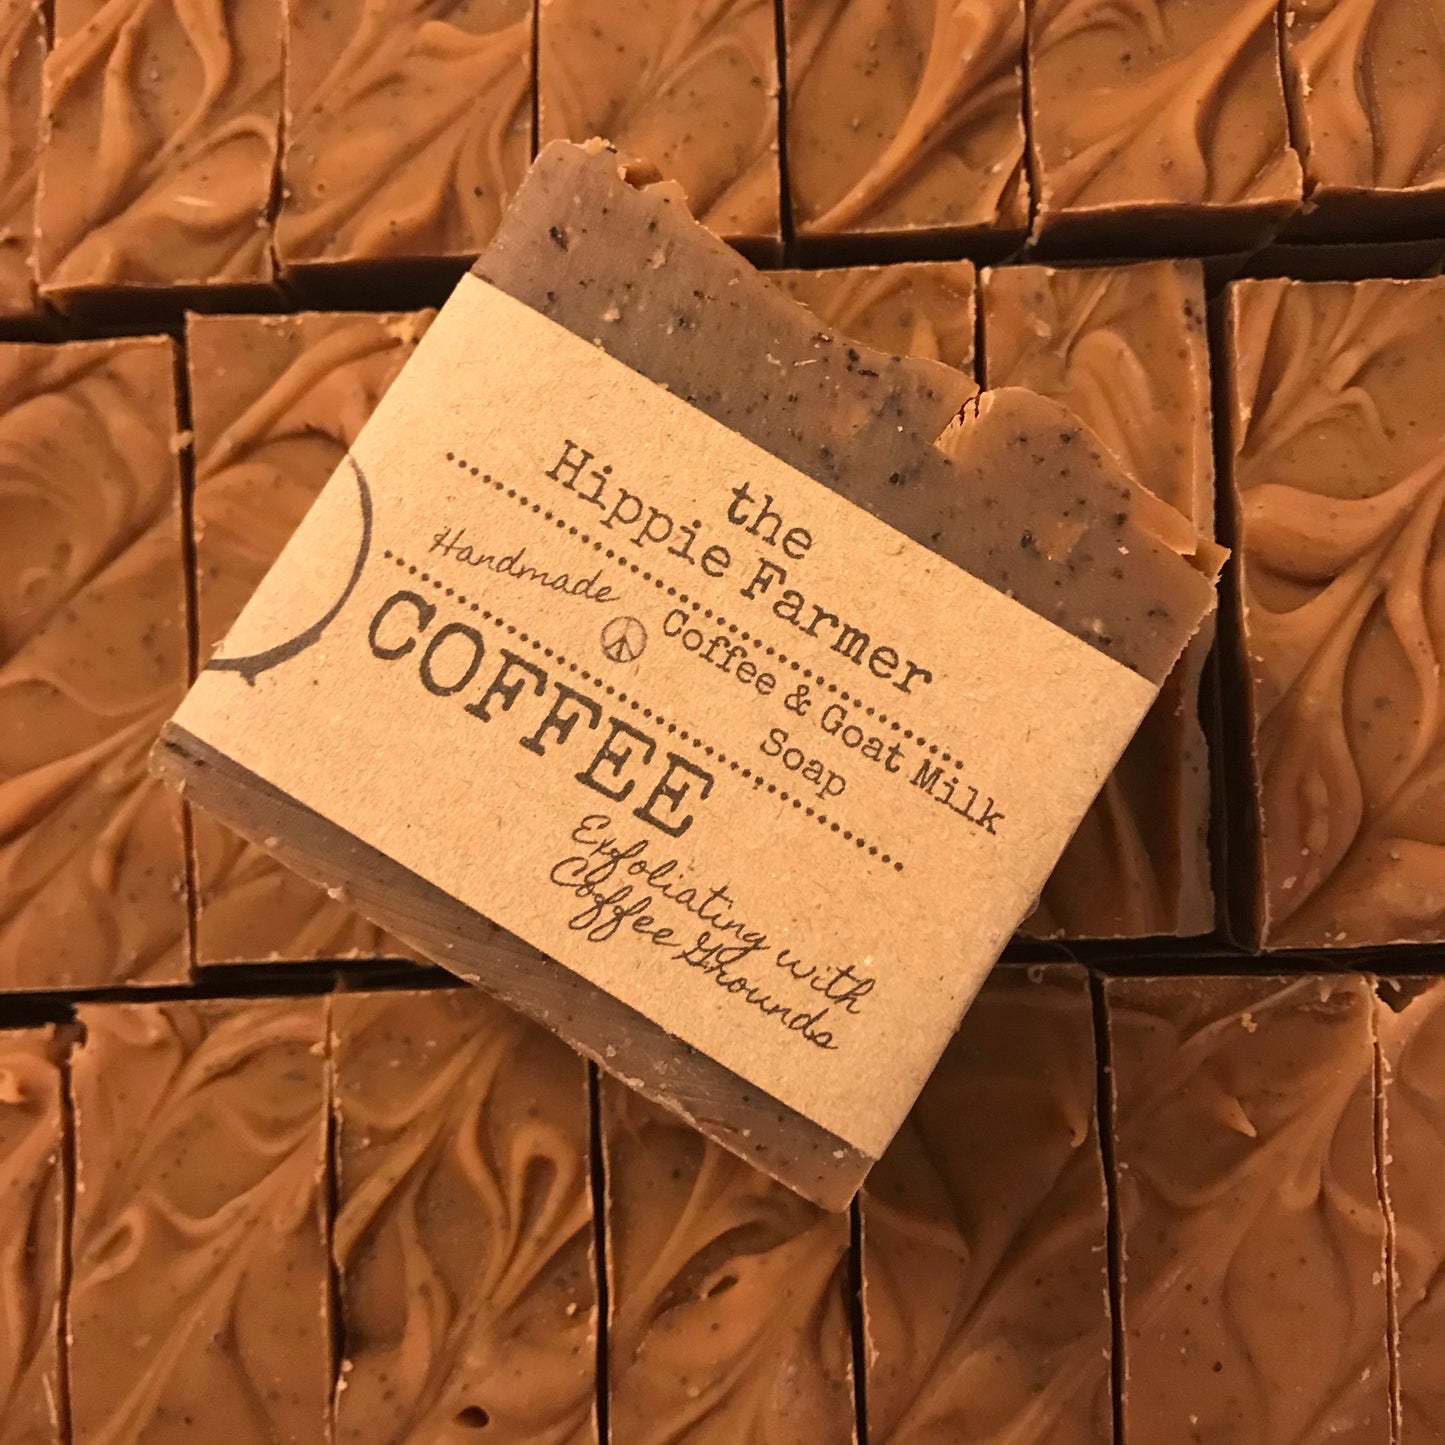 the
Hippie Farmer
Handmade
Coffee & Goat Milk
Soap
COFFEE
Exfoliating with
Coffee Grounds